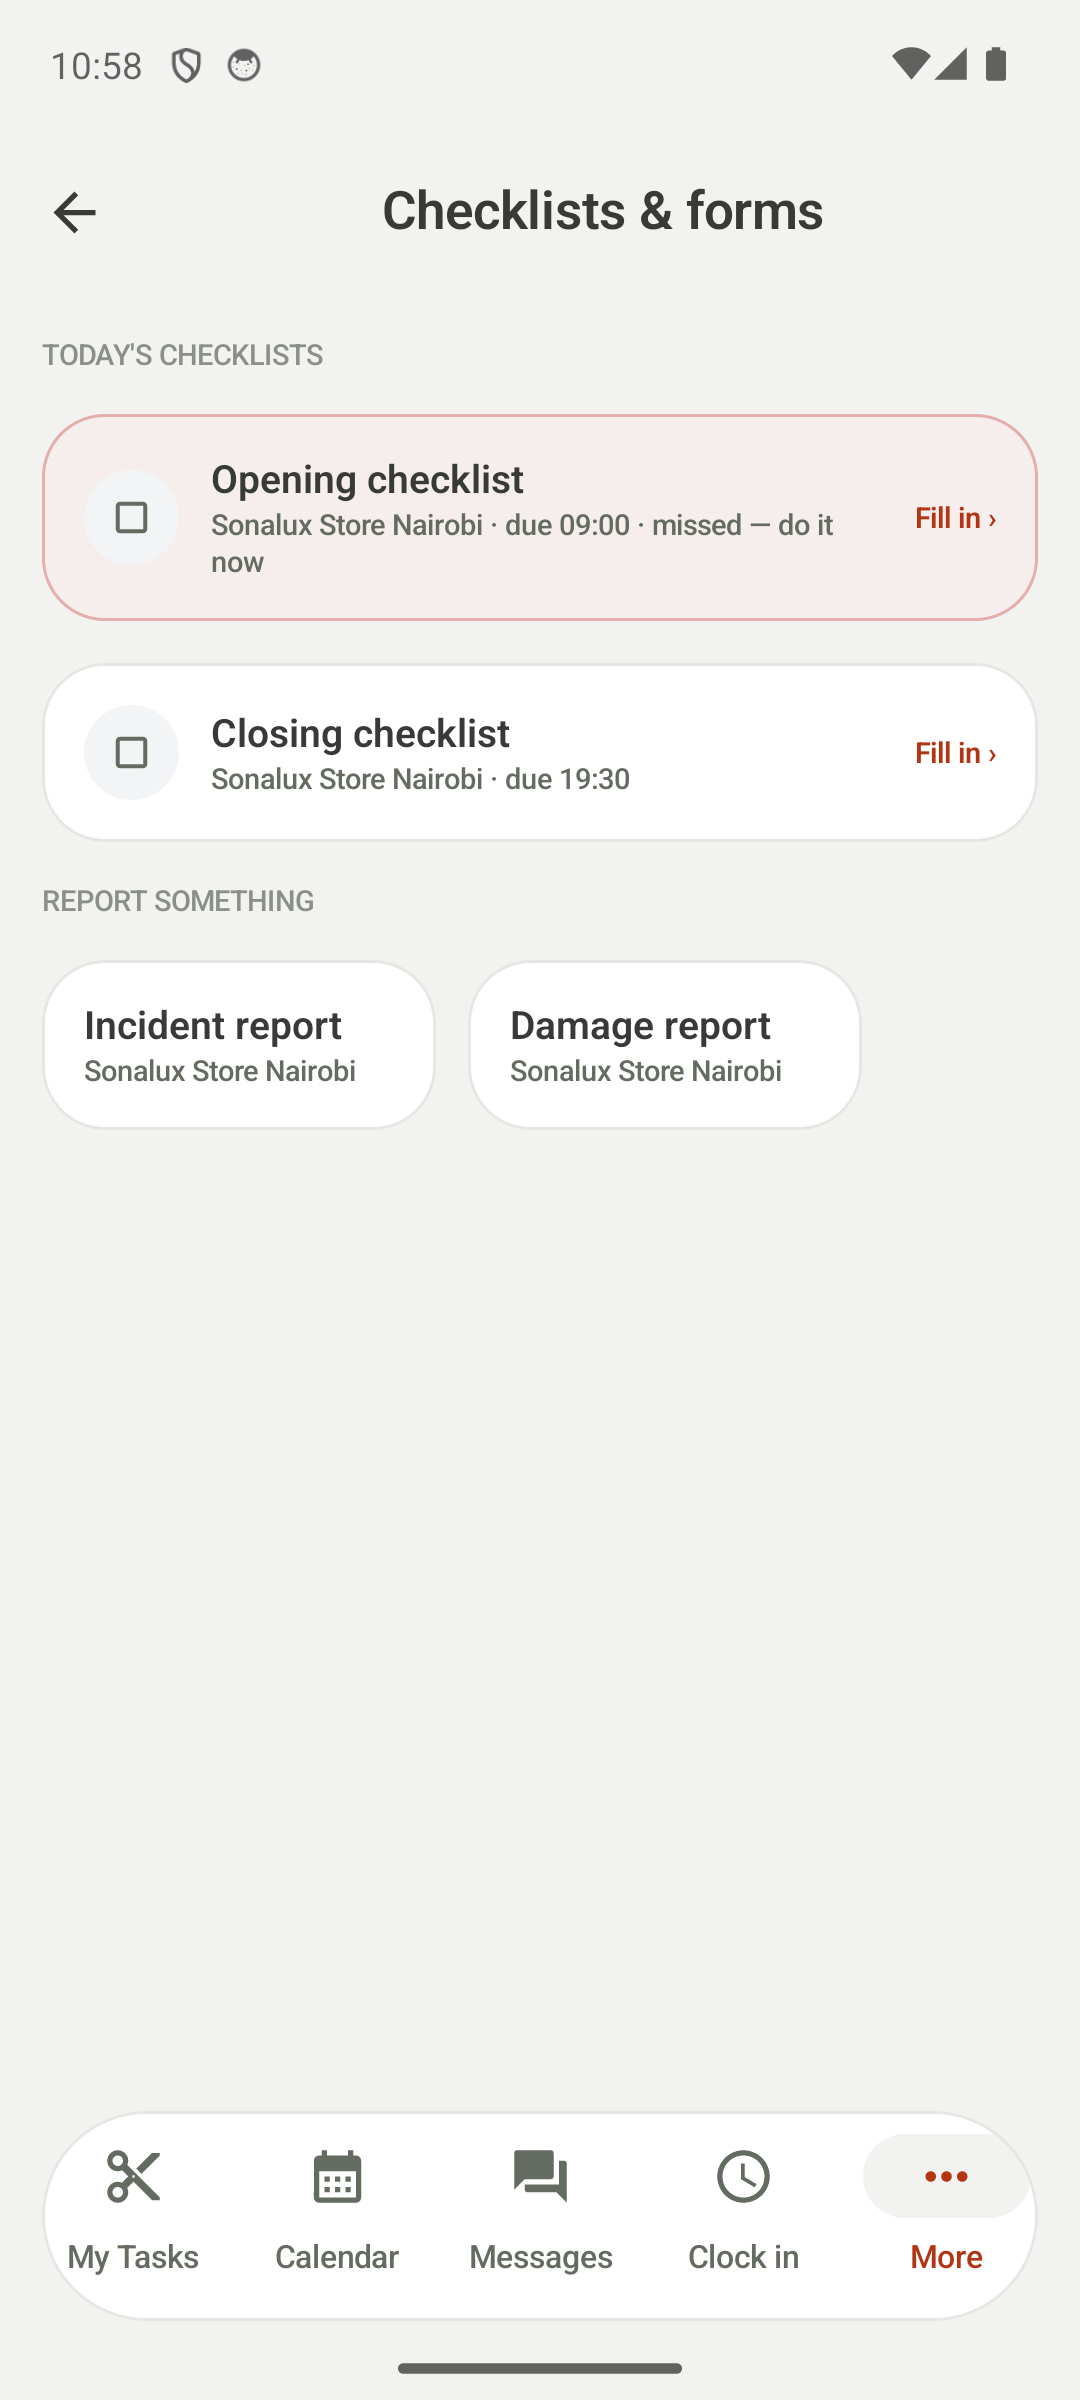 10:58
Checklists & forms
TODAY'S CHECKLISTS
Opening checklist
Sonalux Store Nairobi · due 09:00 · missed — do it
now
Fill in ›
Closing checklist
Sonalux Store Nairobi · due 19:30
Fill in ›
REPORT SOMETHING
Incident report
Sonalux Store Nairobi
Damage report
Sonalux Store Nairobi
My Tasks
Calendar
Messages
Clock in
More